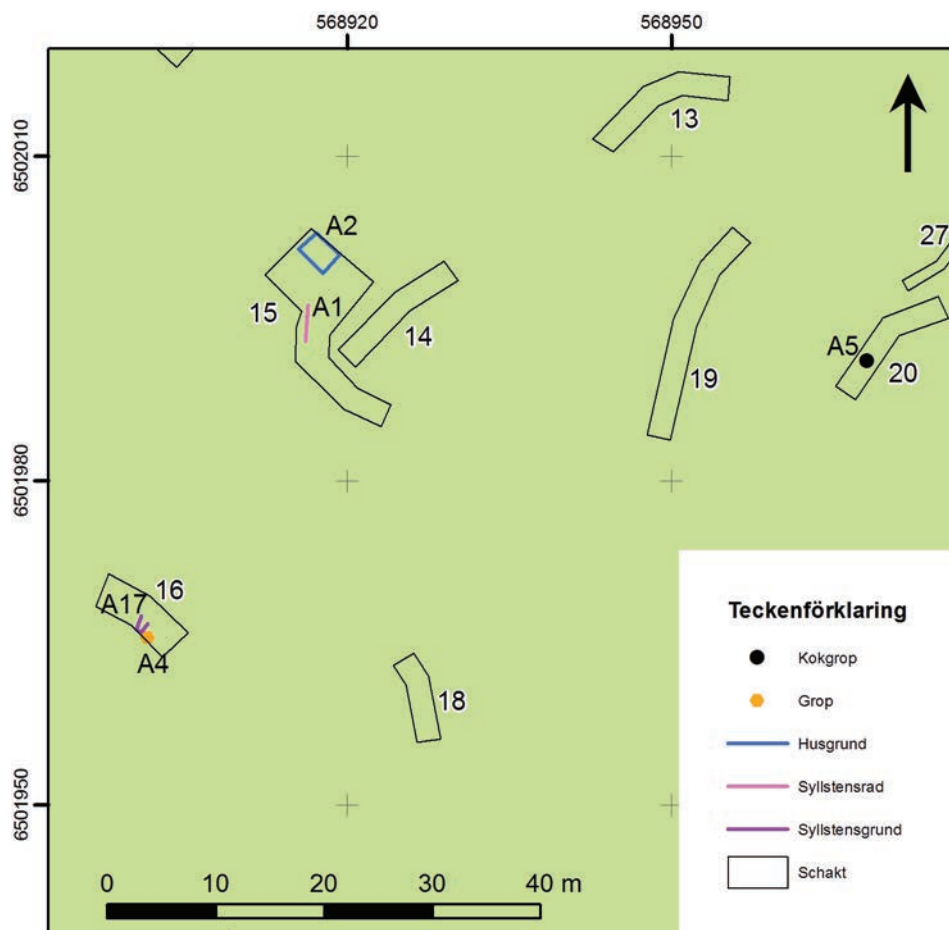 568920
568950
6502010
6501980
6501950
13
A2
27
15
A1
14
A5
20
19
A17
16
A4
18
Teckenförklaring
Kokgrop
Grop
Husgrund
Syllstensrad
Syllstensgrund
Schakt
0 10 20 30 40 m